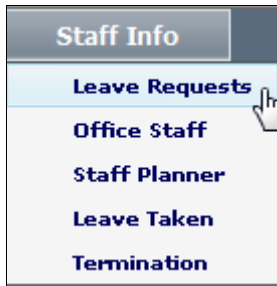 Staff Info
Leave Requests
Office Staff
Staff Planner
Leave Taken
Termination